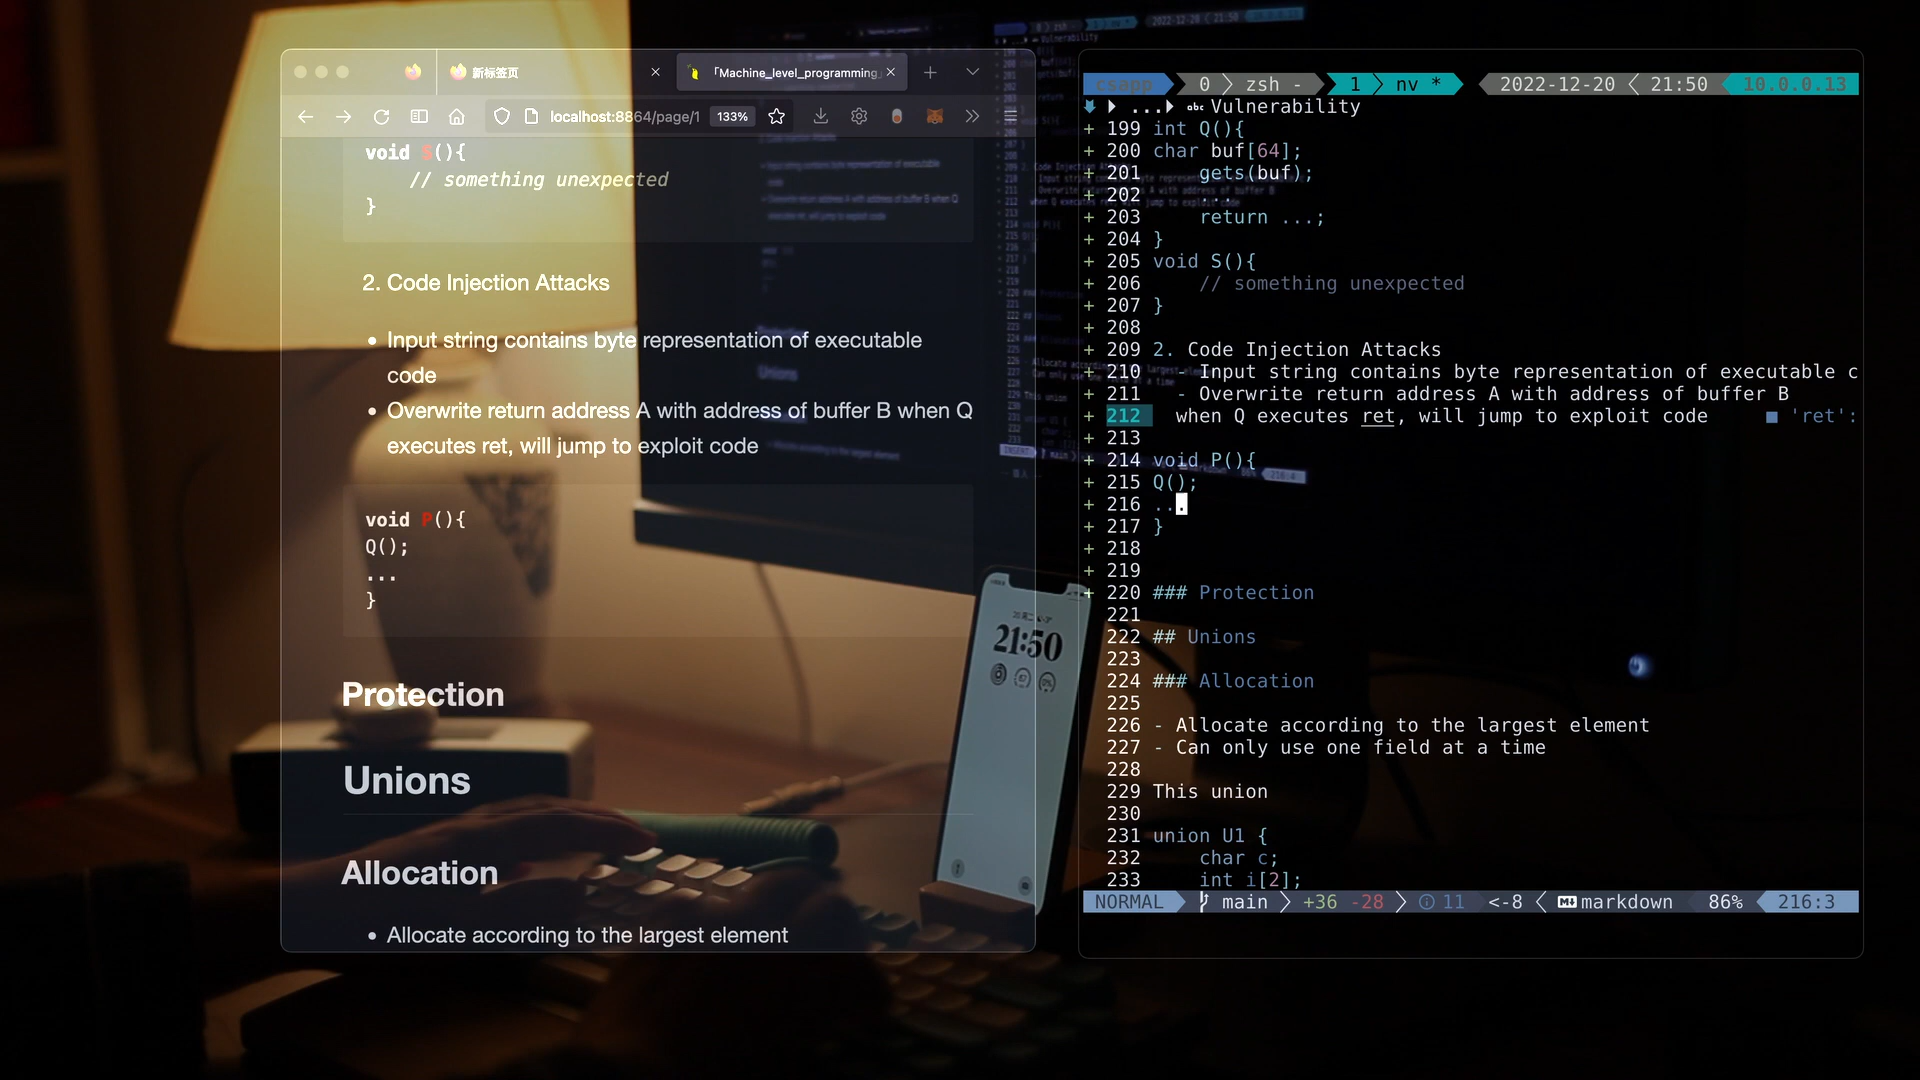 新标签页
「Machine_level_programming
localhost:8864/page/1
133%
void S(){
// something unexpected
}
2. Code Injection Attacks
Input string contains byte representation of executable
code
Overwrite return address A with address of buffer B when Q
executes ret, will jump to exploit code
void P(){
Q();
...
}
Protection
Unions
Allocation
Allocate according to the largest element
21:50
csapp 0 zsh - 1 nv * 2022-12-20 21:50 10.0.0.13
... abc Vulnerability
+ 199 int Q(){
+ 200 char buf[64];
+ 201 gets(buf);
+ 202 ...
+ 203 return ...;
+ 204 }
+ 205 void S(){
+ 206 // something unexpected
+ 207 }
+ 208
+ 209 2. Code Injection Attacks
+ 210 - Input string contains byte representation of executable c
+ 211 - Overwrite return address A with address of buffer B
+ 212 when Q executes ret, will jump to exploit code ■ 'ret':
+ 213
+ 214 void P(){
+ 215 Q();
+ 216 ...
+ 217 }
+ 218
+ 219
+ 220 ### Protection
221
222 ## Unions
223
224 ### Allocation
225
226 - Allocate according to the largest element
227 - Can only use one field at a time
228
229 This union
230
231 union U1 {
232 char c;
233 int i[2];
NORMAL main +36 -28 11 <-8 markdown 86% 216:3